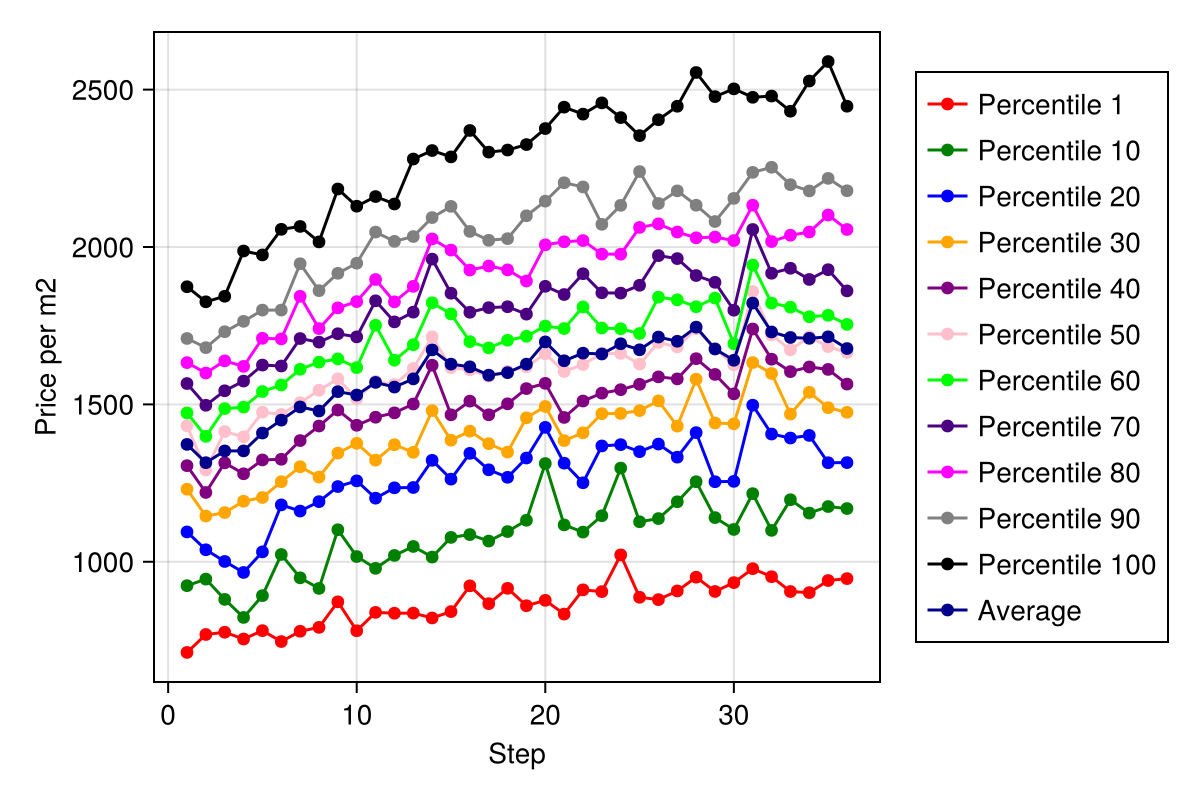 2500
2000
1500
1000
Price per m2
0
10
20
30
Step
Percentile 1
Percentile 10
Percentile 20
Percentile 30
Percentile 40
Percentile 50
Percentile 60
Percentile 70
Percentile 80
Percentile 90
Percentile 100
Average